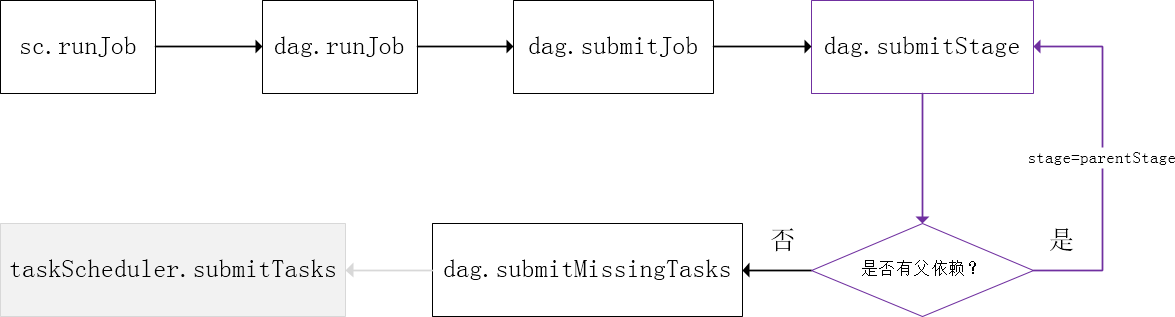 sc.runJob
dag.runJob
dag.submitJob
dag.submitStage
stage=parentStage
是否有父依赖？
是
否
dag.submitMissingTasks
taskScheduler.submitTasks